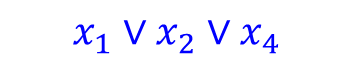 x₁ ∨ x₂ ∨ x₄